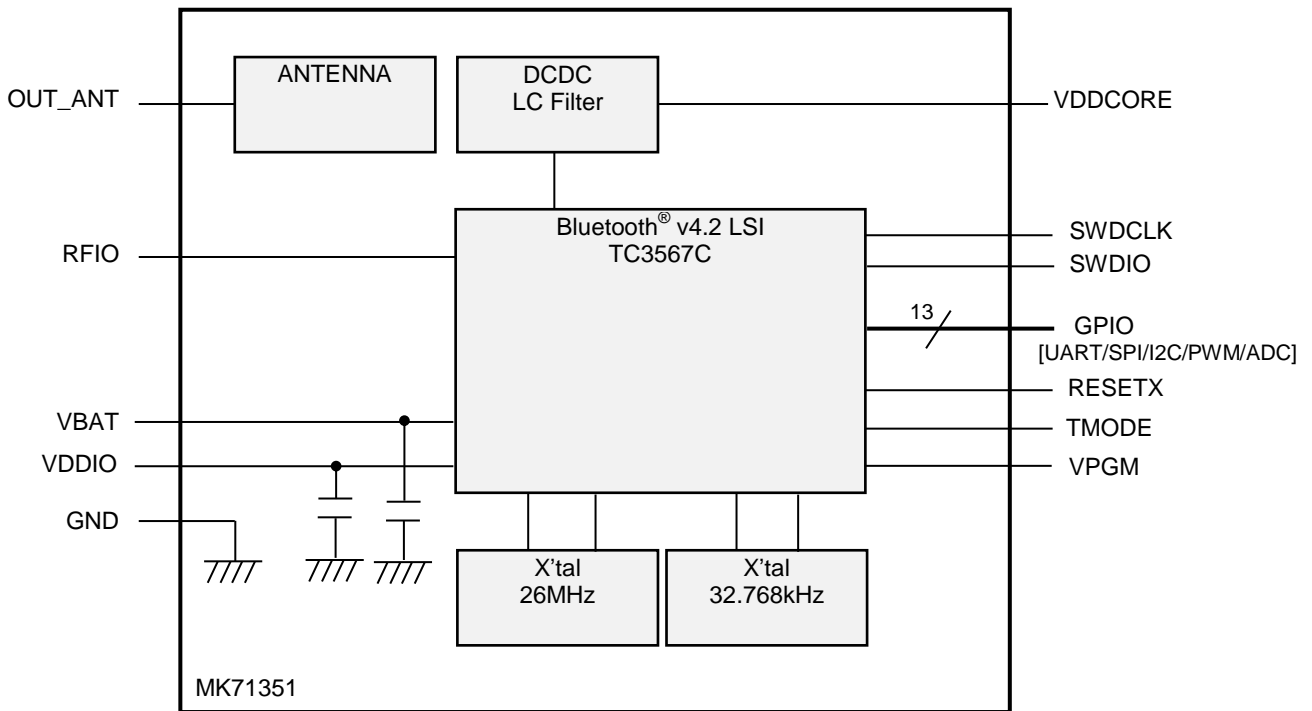 ANTENNA
DCDC
LC Filter
OUT_ANT
VDDCORE
Bluetooth® v4.2 LSI
TC3567C
RFIO
SWDCLK
SWDIO
13
GPIO
[UART/SPI/I2C/PWM/ADC]
RESETX
VBAT
TMODE
VDDIO
VPGM
GND
X'tal
26MHz
X'tal
32.768kHz
MK71351